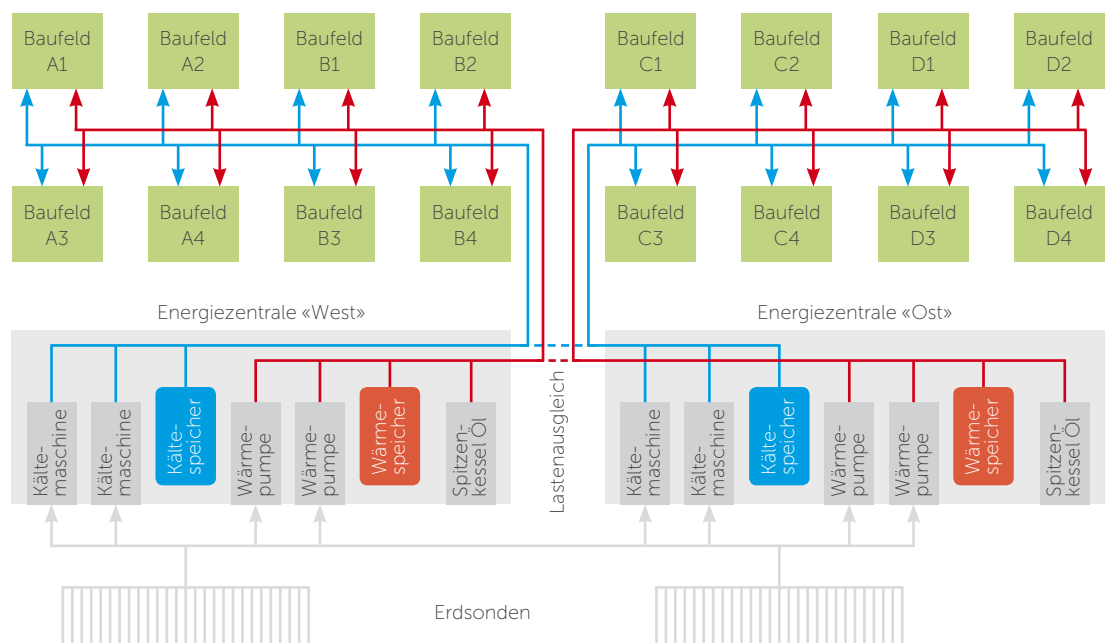 Baufeld
A1
Baufeld
A2
Baufeld
B1
Baufeld
B2
Baufeld
C1
Baufeld
C2
Baufeld
D1
Baufeld
D2
Baufeld
A3
Baufeld
A4
Baufeld
B3
Baufeld
B4
Baufeld
C3
Baufeld
C4
Baufeld
D3
Baufeld
D4
Energiezentrale «West»
Energiezentrale «Ost»
Kälte-
maschine
Kälte-
maschine
Kälte-
speicher
Wärme-
pumpe
Wärme-
pumpe
Wärme-
speicher
Spitzen-
kessel Öl
Lastenausgleich
Kälte-
maschine
Kälte-
maschine
Kälte-
speicher
Wärme-
pumpe
Wärme-
pumpe
Wärme-
speicher
Spitzen-
kessel Öl
Erdsonden